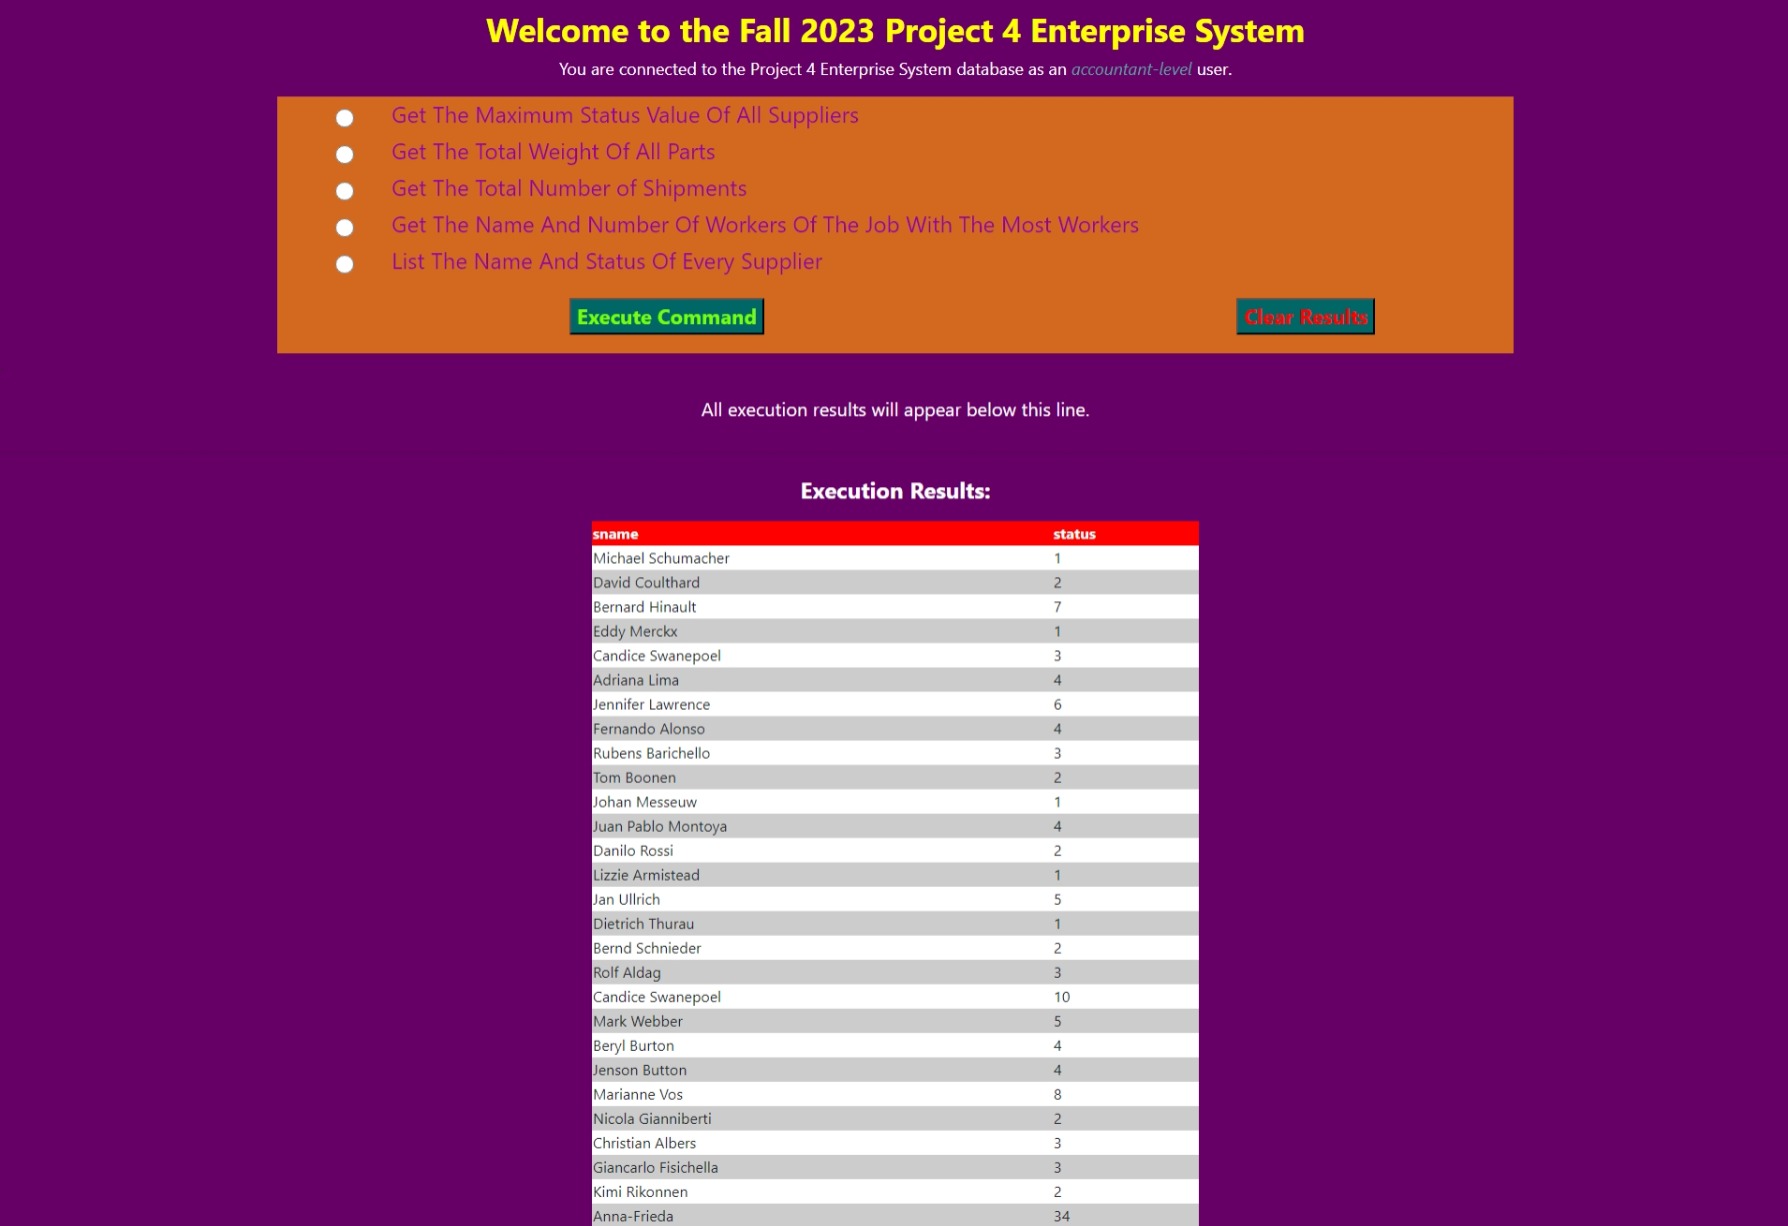 Welcome to the Fall 2023 Project 4 Enterprise System
You are connected to the Project 4 Enterprise System database as an accountant-level user.
Get The Maximum Status Value Of All Suppliers
Get The Total Weight Of All Parts
Get The Total Number of Shipments
Get The Name And Number Of Workers Of The Job With The Most Workers
List The Name And Status Of Every Supplier
Execute Command Clear Results
All execution results will appear below this line.
Execution Results:
sname status
Michael Schumacher 1
David Coulthard 2
Bernard Hinault 7
Eddy Merckx 1
Candice Swanepoel 3
Adriana Lima 4
Jennifer Lawrence 6
Fernando Alonso 4
Rubens Barichello 3
Tom Boonen 2
Johan Messeuw 1
Juan Pablo Montoya 4
Danilo Rossi 2
Lizzie Armistead 1
Jan Ullrich 5
Dietrich Thurau 1
Bernd Schnieder 2
Rolf Aldag 3
Candice Swanepoel 10
Mark Webber 5
Beryl Burton 4
Jenson Button 4
Marianne Vos 8
Nicola Gianniberti 2
Christian Albers 3
Giancarlo Fisichella 3
Kimi Rikonnen 2
Anna-Frieda 34